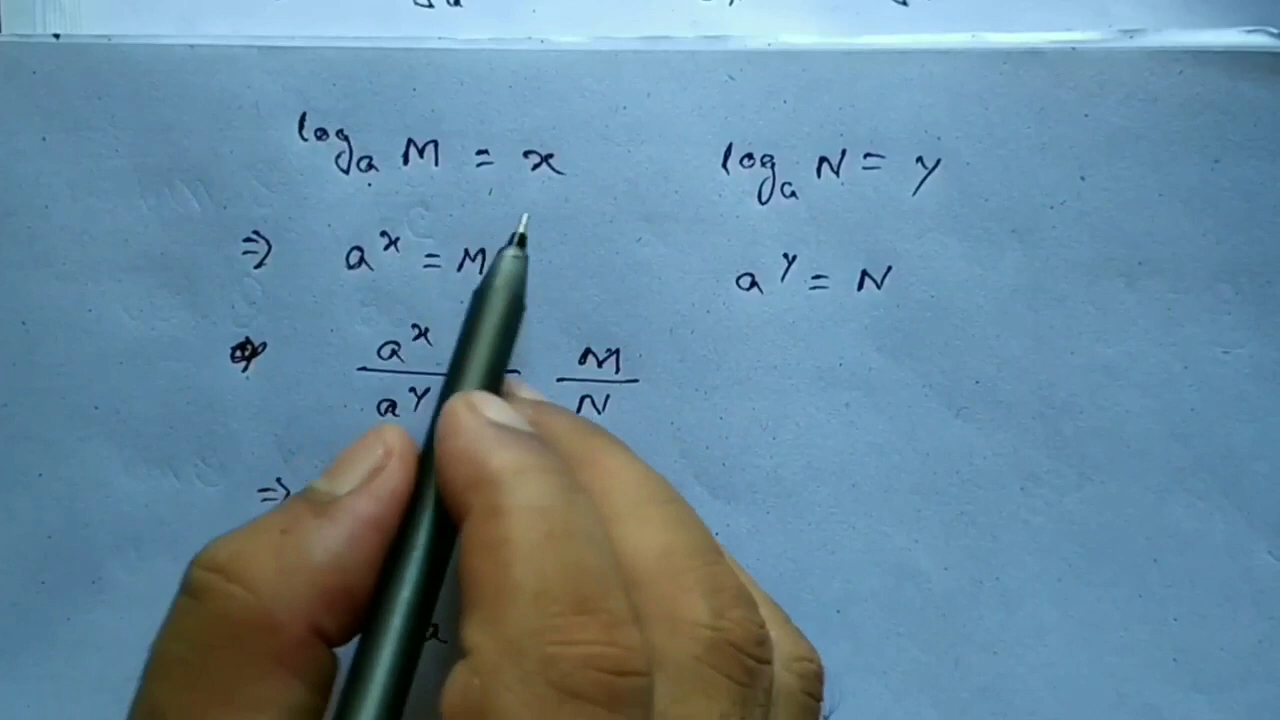 logₐ M = x    logₐ N = y
⇒ aˣ = M    aʸ = N
aˣ / aʸ    M / N
⇒
a